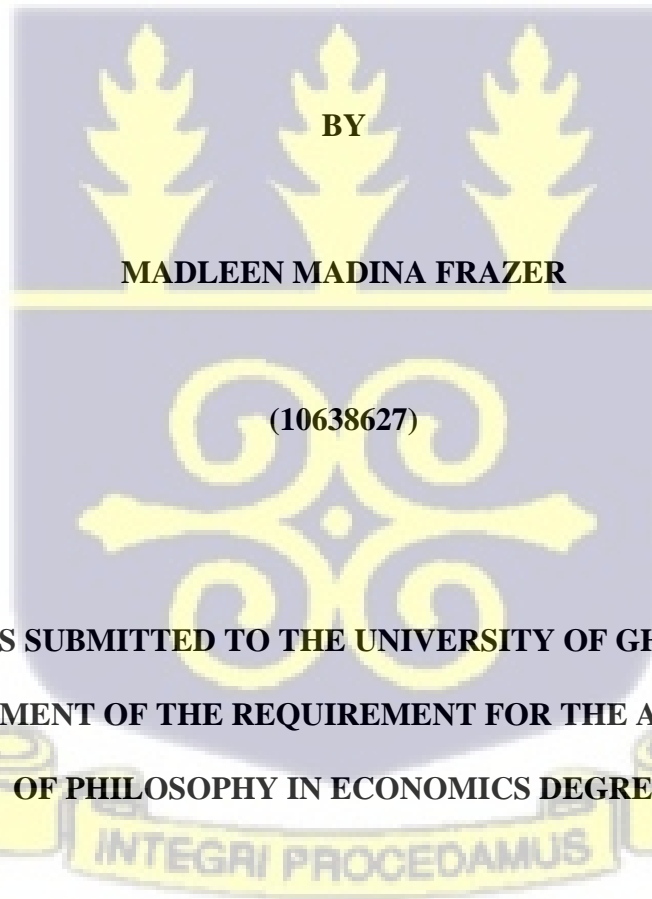 BY
MADLEEN MADINA FRAZER
(10638627)
S SUBMITTED TO THE UNIVERSITY OF GH
MENT OF THE REQUIREMENT FOR THE A
OF PHILOSOPHY IN ECONOMICS DEGRE
INTEGRI PROCEDAMUS